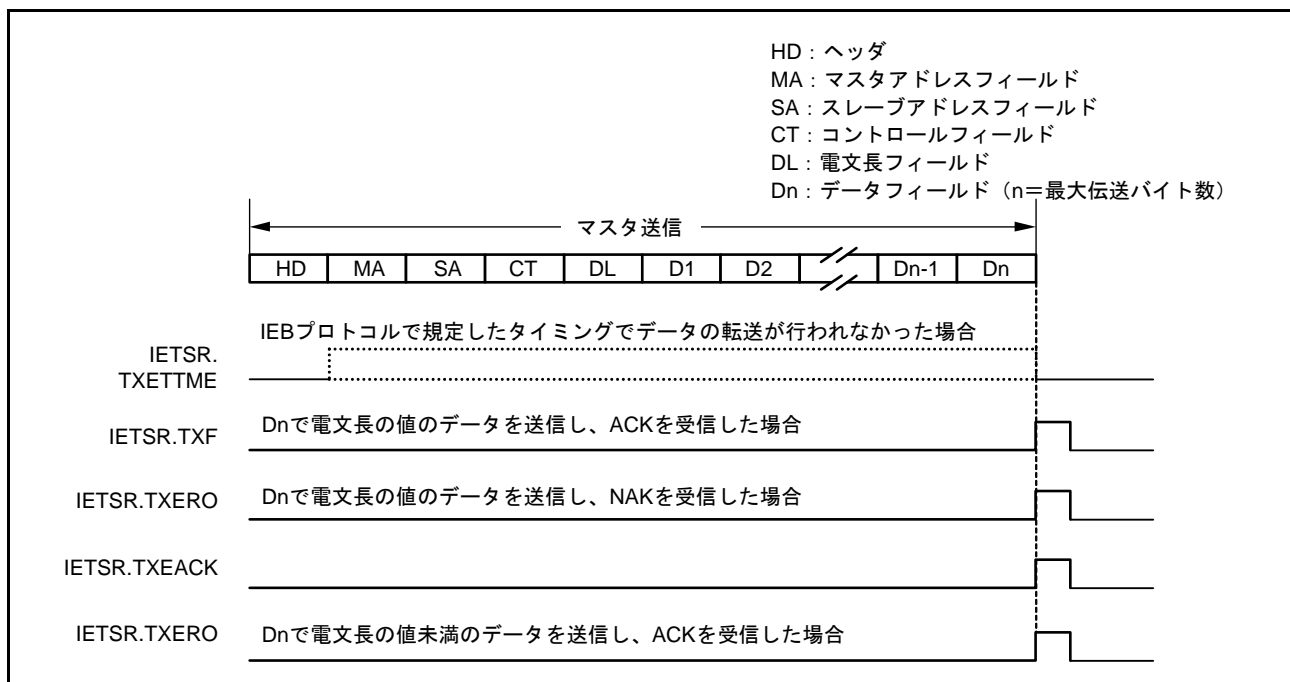 HD：ヘッダ
MA：マスタアドレスフィールド
SA：スレーブアドレスフィールド
CT：コントロールフィールド
DL：電文長フィールド
Dn：データフィールド（n＝最大伝送バイト数）
マスタ送信
HD MA SA CT DL D1 D2 Dn-1 Dn
IEBプロトコルで規定したタイミングでデータの転送が行われなかった場合
IETSR.
TXETTME
Dnで電文長の値のデータを送信し、ACKを受信した場合
IETSR.TXF
Dnで電文長の値のデータを送信し、NAKを受信した場合
IETSR.TXERO
IETSR.TXEACK
Dnで電文長の値未満のデータを送信し、ACKを受信した場合
IETSR.TXERO